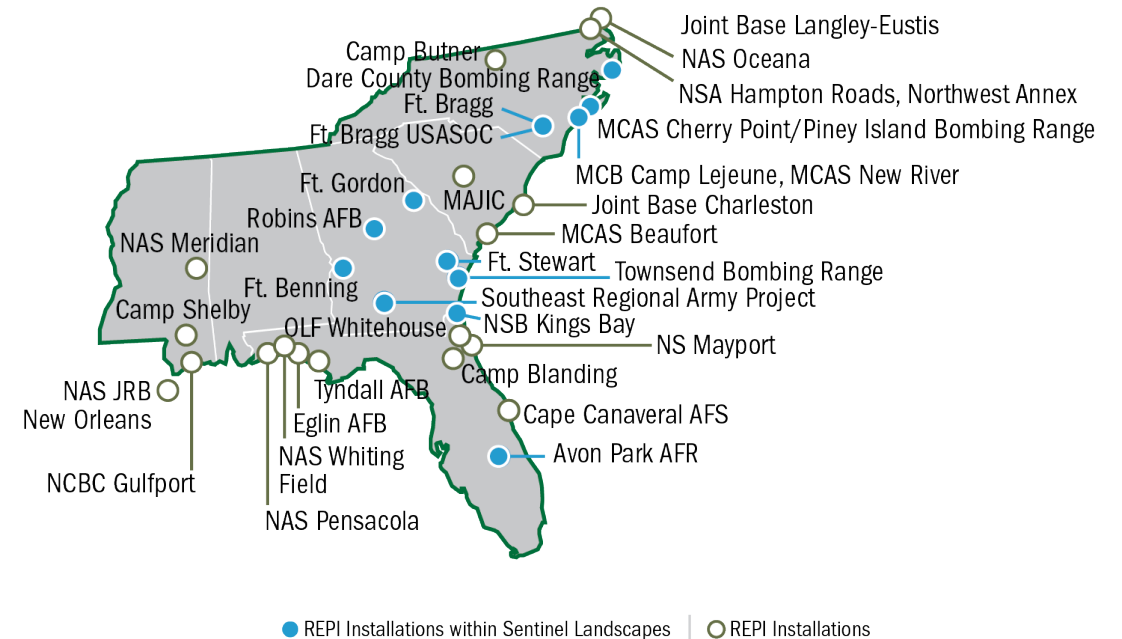 Joint Base Langley-Eustis
Camp Butner
NAS Oceana
Dare County Bombing Range
NSA Hampton Roads, Northwest Annex
Ft. Bragg
MCAS Cherry Point/Piney Island Bombing Range
Ft. Bragg USASOC
MCB Camp Lejeune, MCAS New River
Ft. Gordon
MAJIC
Joint Base Charleston
Robins AFB
MCAS Beaufort
NAS Meridian
Ft. Stewart
Townsend Bombing Range
Ft. Benning
Southeast Regional Army Project
Camp Shelby
OLF Whitehouse
NSB Kings Bay
NS Mayport
Camp Blanding
NAS JRB
New Orleans
Tyndall AFB
Cape Canaveral AFS
Eglin AFB
Avon Park AFR
NAS Whiting
Field
NCBC Gulfport
NAS Pensacola
REPI Installations within Sentinel Landscapes
REPI Installations